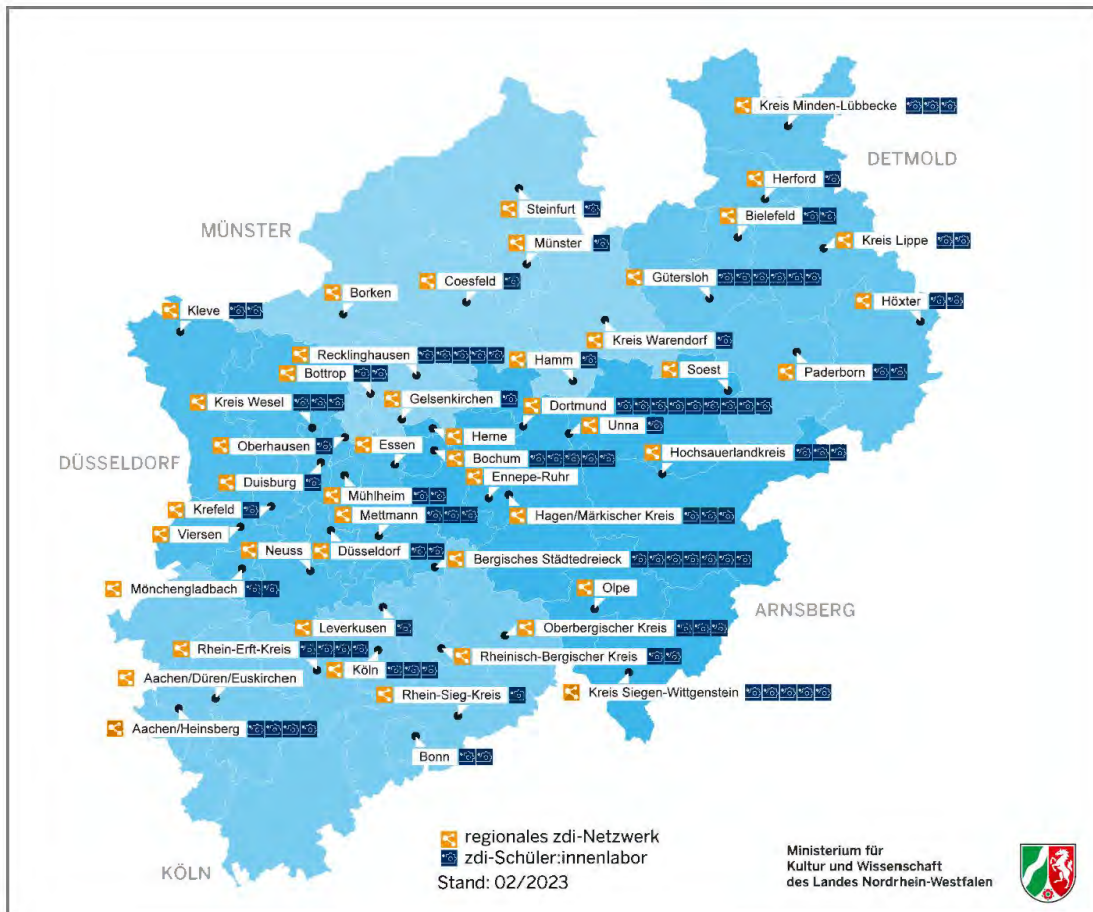 Kreis Minden-Lübbecke
DETMOLD
Herford
Steinfurt
Bielefeld
MÜNSTER
Münster
Kreis Lippe
Coesfeld
Gütersloh
Borken
Höxter
Kleve
Kreis Warendorf
Recklinghausen
Hamm
Soest
Paderborn
Bottrop
Gelsenkirchen
Kreis Wesel
Dortmund
Unna
Oberhausen
Essen
Herne
Hochsauerlandkreis
DÜSSELDORF
Bochum
Duisburg
Ennepe-Ruhr
Mühlheim
Krefeld
Mettmann
Hagen/Märkischer Kreis
Viersen
Neuss
Düsseldorf
Bergisches Städtedreieck
Mönchengladbach
Olpe
ARNSBERG
Leverkusen
Oberbergischer Kreis
Rhein-Erft-Kreis
Köln
Rheinisch-Bergischer Kreis
Aachen/Düren/Euskirchen
Rhein-Sieg-Kreis
Kreis Siegen-Wittgenstein
Aachen/Heinsberg
Bonn
regionales zdi-Netzwerk
zdi-Schüler:innenlabor
Stand: 02/2023
KÖLN
Ministerium für
Kultur und Wissenschaft
des Landes Nordrhein-Westfalen